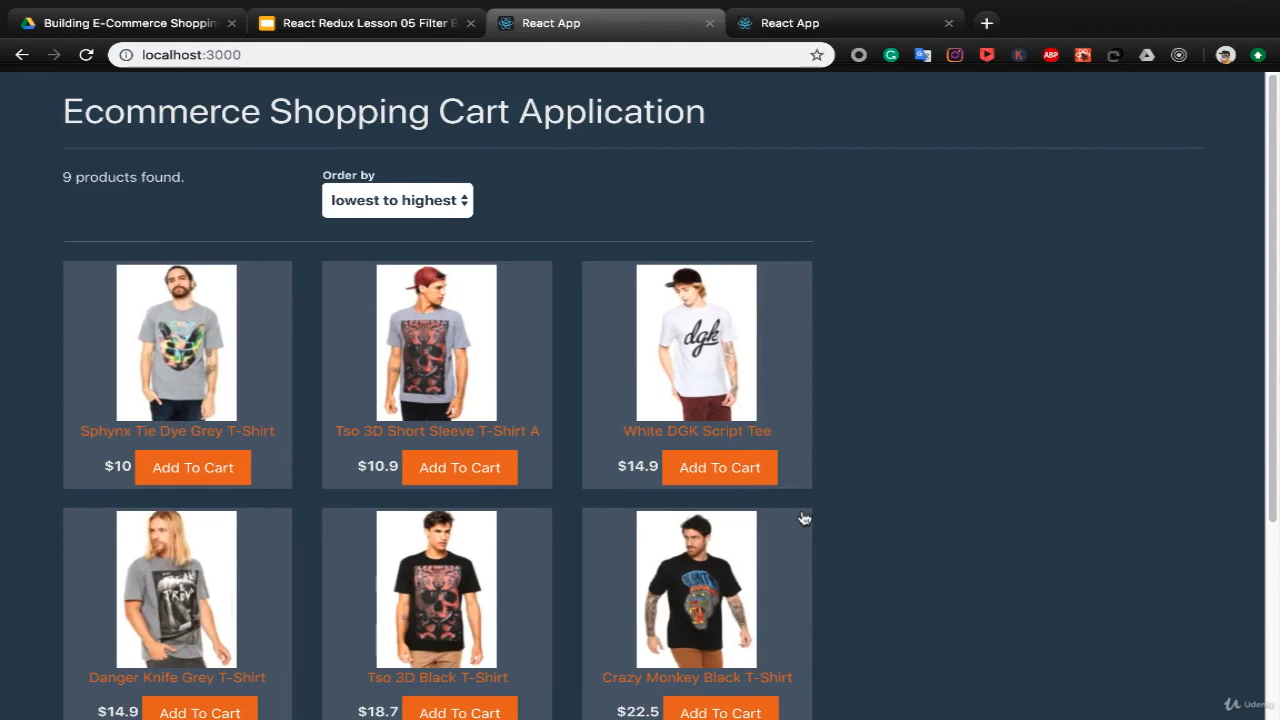 Building E-Commerce Shoppin
React Redux Lesson 05 Filter B
React App
React App
localhost:3000
ABP
Ecommerce Shopping Cart Application
9 products found.
Order by
lowest to highest
dgk
Sphynx Tie Dye Grey T-Shirt
Tso 3D Short Sleeve T-Shirt A
White DGK Script Tee
$10 Add To Cart
$10.9 Add To Cart
$14.9 Add To Cart
Danger Knife Grey T-Shirt
Tso 3D Black T-Shirt
Crazy Monkey Black T-Shirt
$14.9 Add To Cart
$18.7 Add To Cart
$22.5 Add To Cart
Udemy